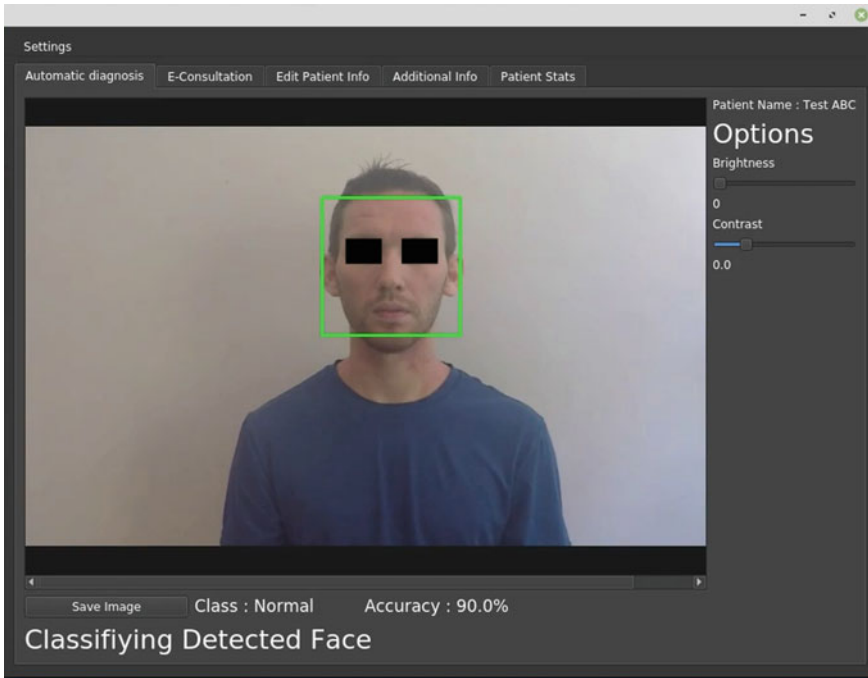 Settings
Automatic diagnosis E-Consultation Edit Patient Info Additional Info Patient Stats
Patient Name : Test ABC
Options
Brightness
0
Contrast
0.0
Save Image Class : Normal Accuracy : 90.0%
Classifiying Detected Face